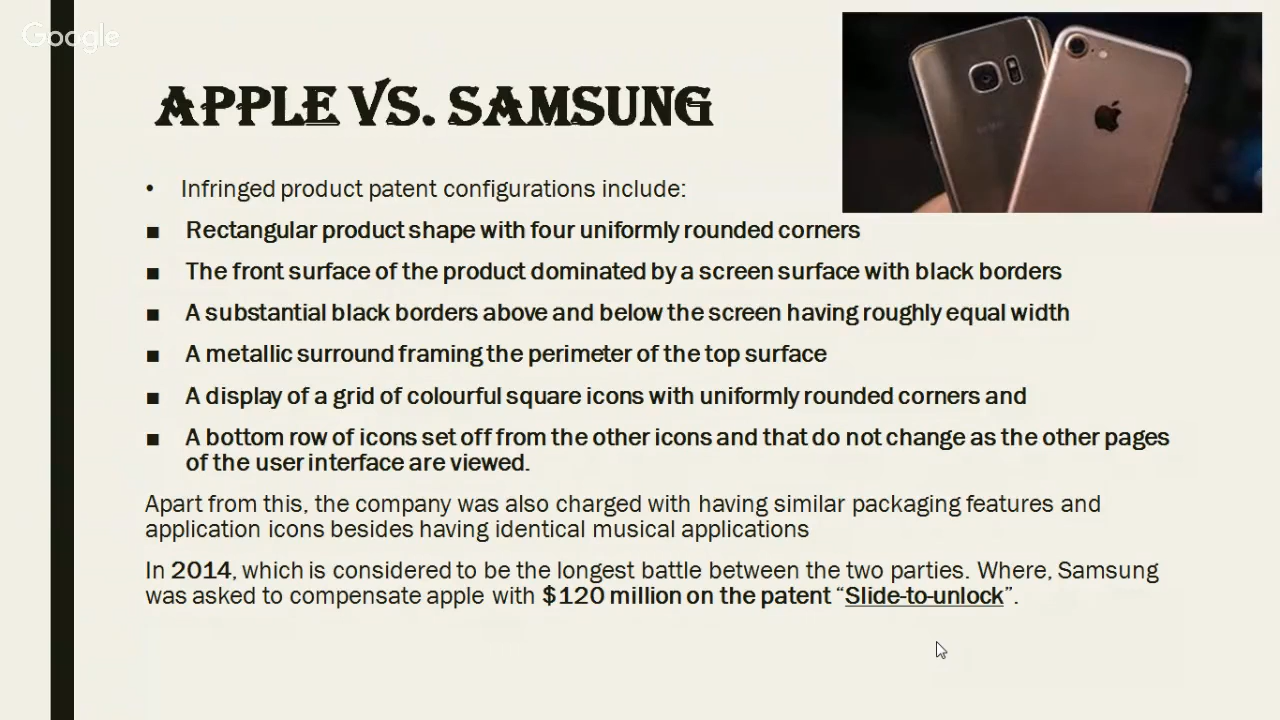 Google
APPLE VS. SAMSUNG
• Infringed product patent configurations include:
■ Rectangular product shape with four uniformly rounded corners
■ The front surface of the product dominated by a screen surface with black borders
■ A substantial black borders above and below the screen having roughly equal width
■ A metallic surround framing the perimeter of the top surface
■ A display of a grid of colourful square icons with uniformly rounded corners and
■ A bottom row of icons set off from the other icons and that do not change as the other pages
of the user interface are viewed.
Apart from this, the company was also charged with having similar packaging features and
application icons besides having identical musical applications
In 2014, which is considered to be the longest battle between the two parties. Where, Samsung
was asked to compensate apple with $120 million on the patent “Slide-to-unlock”.